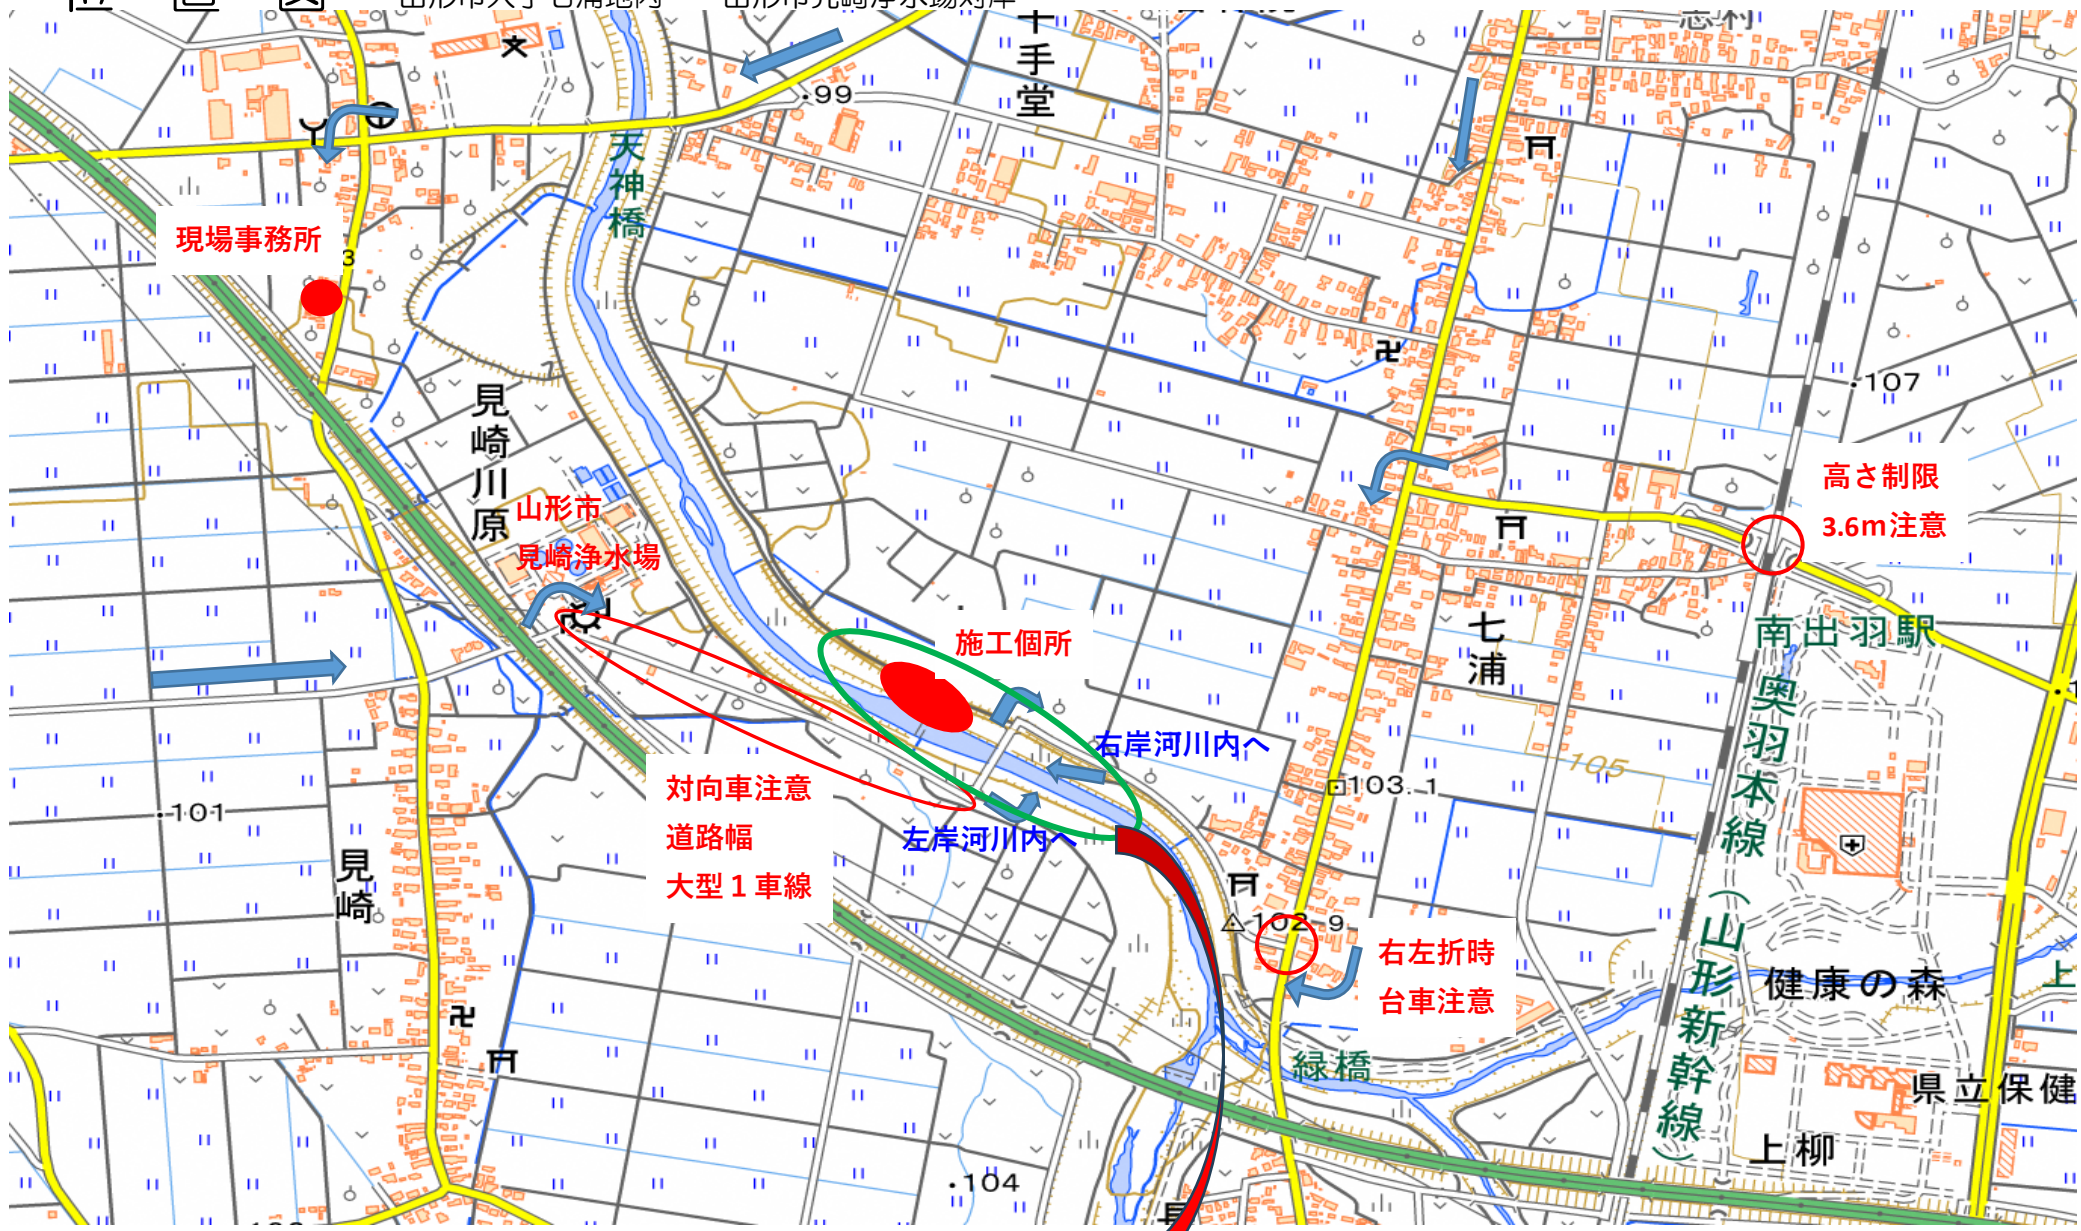 千手堂
志村
99
天神橋
現場事務所
3
107
見崎川原
山形市
見崎浄水場
高さ制限
3.6m注意
施工個所
七浦
南出羽駅
奥羽本線
(山形新幹線)
右岸河川内へ
対向車注意
道路幅
大型1車線
左岸河川内へ
103.1
105
101
見崎
102.9
右左折時
台車注意
健康の森
緑橋
県立保健
上柳
104
上